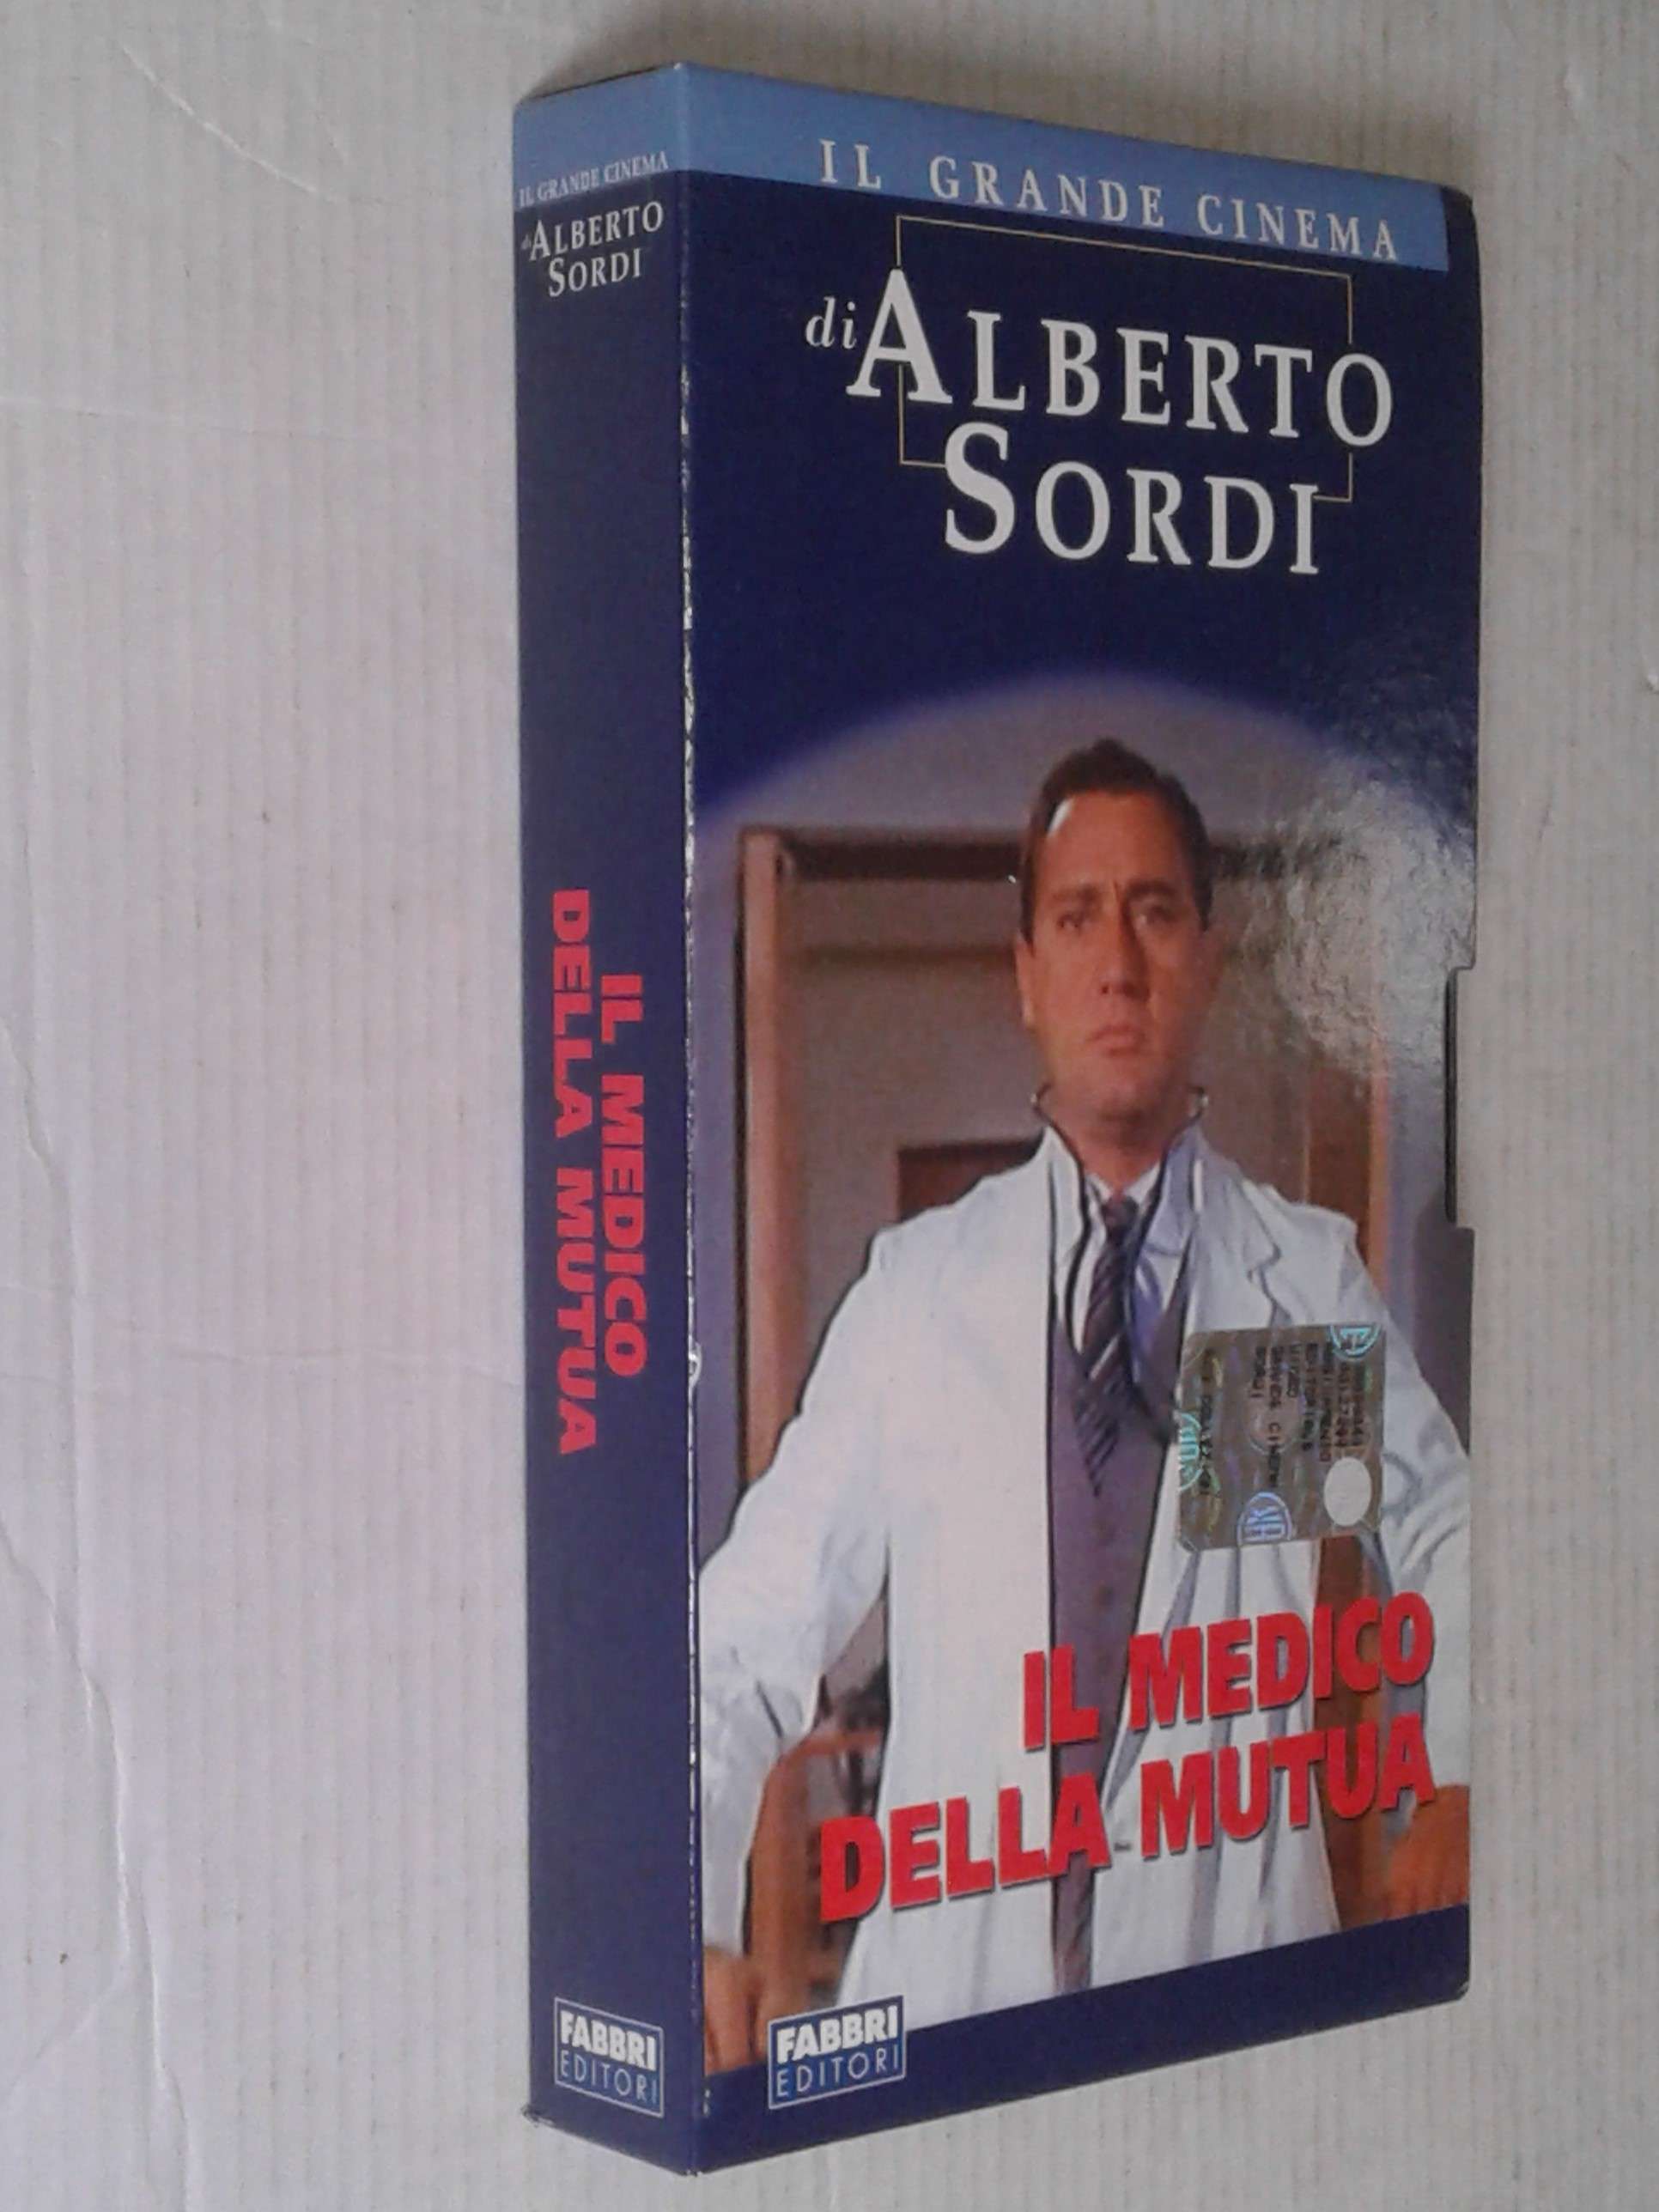 IL GRANDE CINEMA
di ALBERTO
SORDI
IL MEDICO
DELLA MUTUA
FABBRI
EDITORI
IL GRANDE CINEMA
di ALBERTO
SORDI
IL MEDICO
DELLA MUTUA
FABBRI
EDITORI